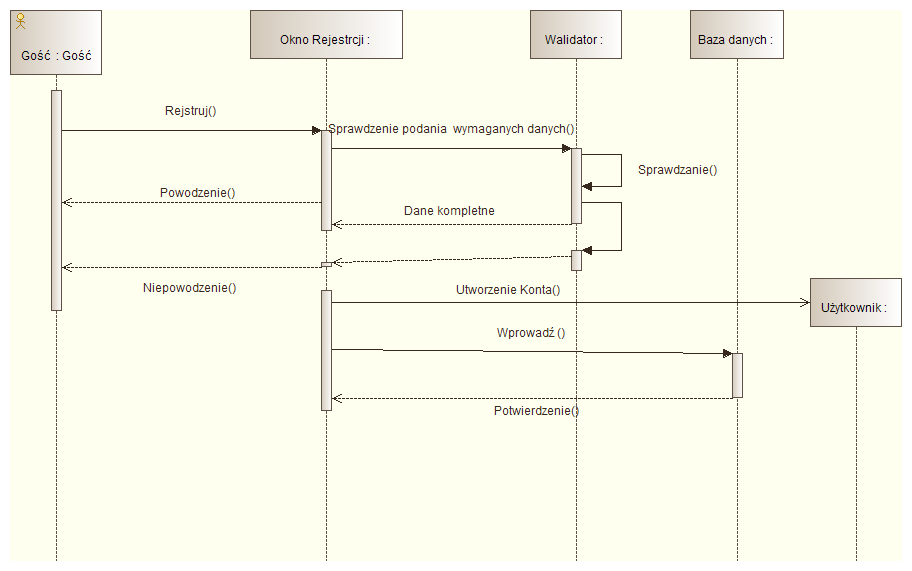 Gość : Gość
Okno Rejestrcji :
Walidator :
Baza danych :
Rejstruj()
Sprawdzenie podania wymaganych danych()
Sprawdzanie()
Powodzenie()
Dane kompletne
Niepowodzenie()
Utworzenie Konta()
Użytkownik :
Wprowadź ()
Potwierdzenie()